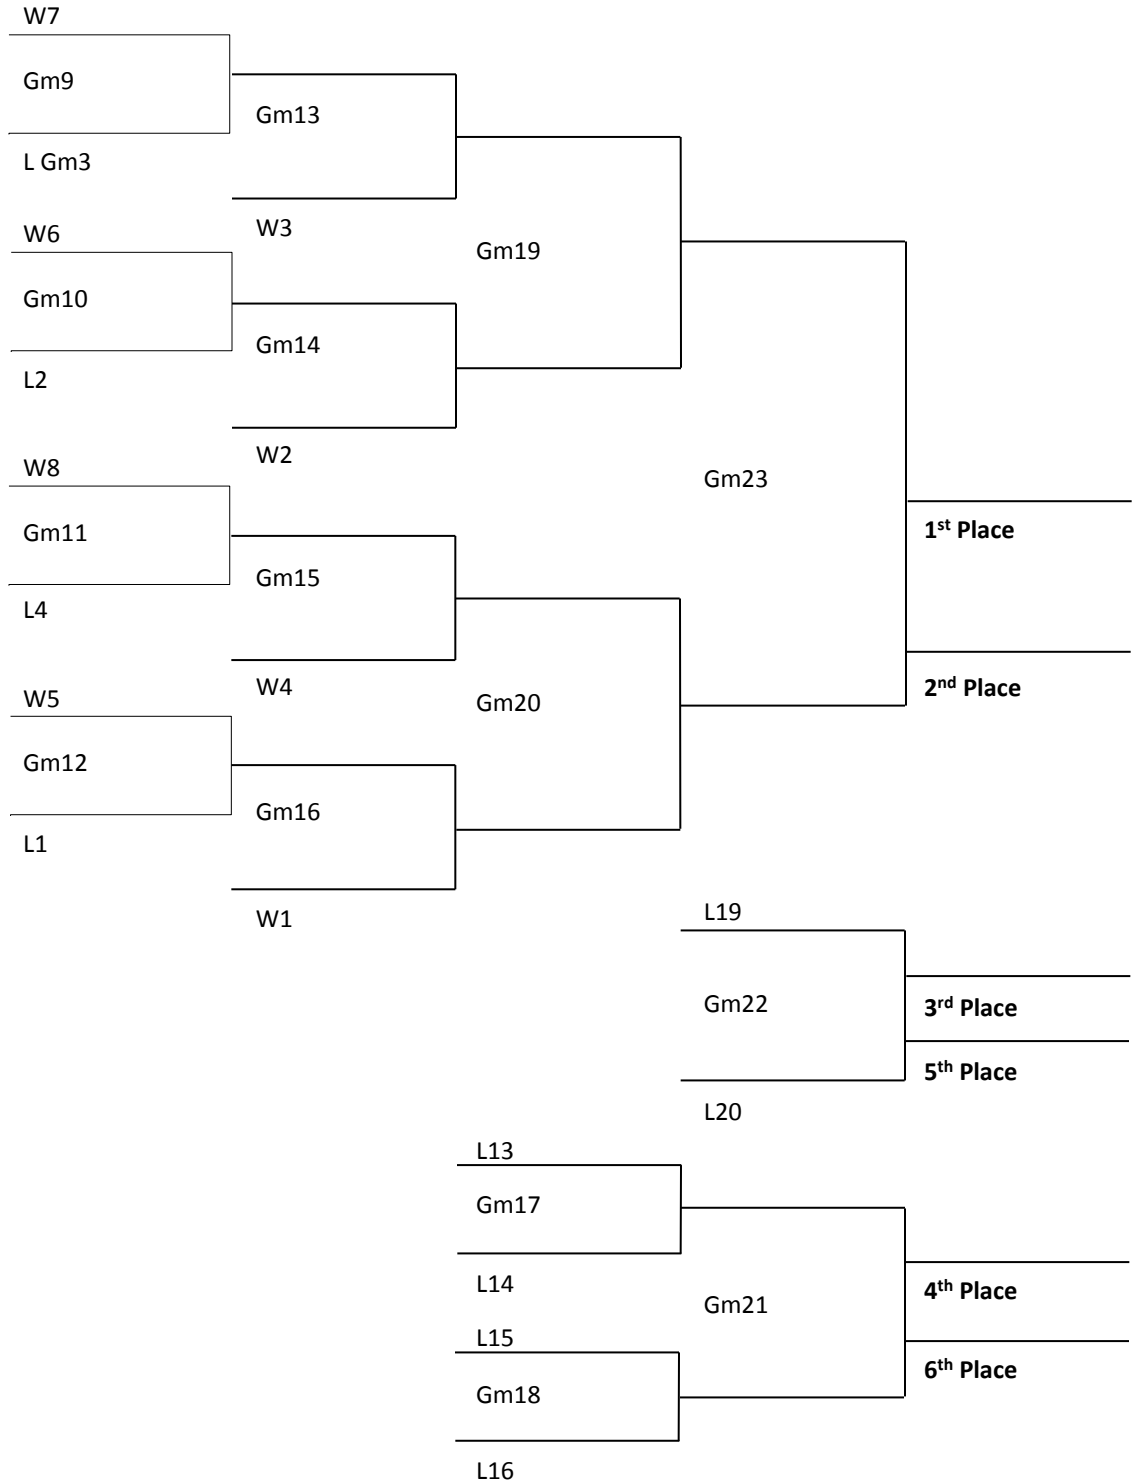 W7
Gm9
Gm13
L Gm3
W3
W6
Gm19
Gm10
Gm14
L2
W2
W8
Gm23
Gm11
1st Place
Gm15
L4
W4
2nd Place
W5
Gm20
Gm12
Gm16
L1
W1
L19
Gm22
3rd Place
5th Place
L20
L13
Gm17
L14
4th Place
Gm21
L15
6th Place
Gm18
L16